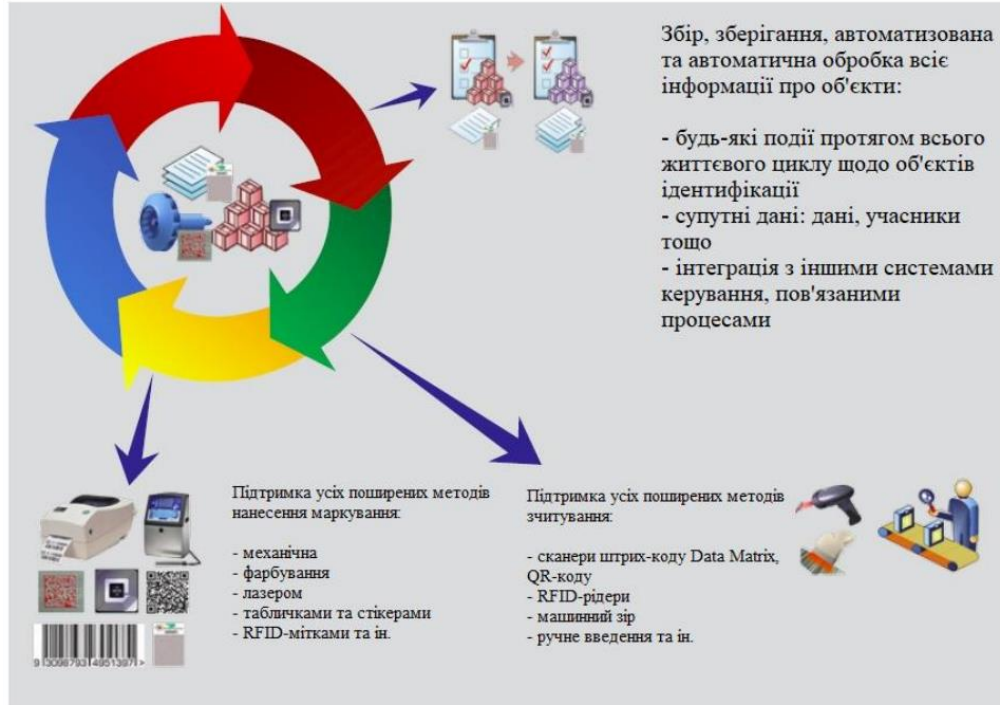 Збір, зберігання, автоматизована
та автоматична обробка всіє
інформації про об'єкти:
- будь-які події протягом всього
життєвого циклу щодо об'єктів
ідентифікації
- супутні дані: дані, учасники
тощо
- інтеграція з іншими системами
керування, пов'язаними
процесами
Підтримка усіх поширених методів
нанесення маркування:
- механічна
- фарбування
- лазером
- табличками та стікерами
- RFID-мітками та ін.
Підтримка усіх поширених методів
зчитування:
- сканери штрих-коду Data Matrix,
QR-коду
- RFID-рідери
- машинний зір
- ручне введення та ін.